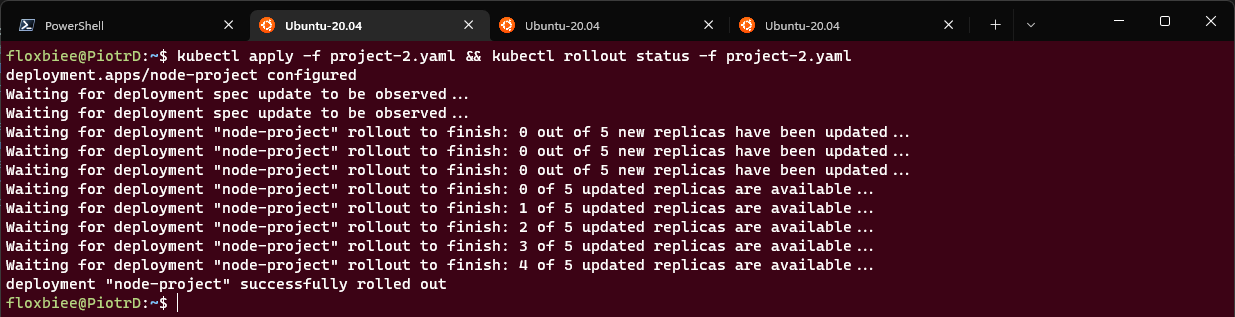 PowerShell
Ubuntu-20.04
Ubuntu-20.04
Ubuntu-20.04
floxbiee@PiotrD:~$ kubectl apply -f project-2.yaml && kubectl rollout status -f project-2.yaml
deployment.apps/node-project configured
Waiting for deployment spec update to be observed...
Waiting for deployment spec update to be observed...
Waiting for deployment "node-project" rollout to finish: 0 out of 5 new replicas have been updated...
Waiting for deployment "node-project" rollout to finish: 0 out of 5 new replicas have been updated...
Waiting for deployment "node-project" rollout to finish: 0 out of 5 new replicas have been updated...
Waiting for deployment "node-project" rollout to finish: 0 of 5 updated replicas are available...
Waiting for deployment "node-project" rollout to finish: 1 of 5 updated replicas are available...
Waiting for deployment "node-project" rollout to finish: 2 of 5 updated replicas are available...
Waiting for deployment "node-project" rollout to finish: 3 of 5 updated replicas are available...
Waiting for deployment "node-project" rollout to finish: 4 of 5 updated replicas are available...
deployment "node-project" successfully rolled out
floxbiee@PiotrD:~$